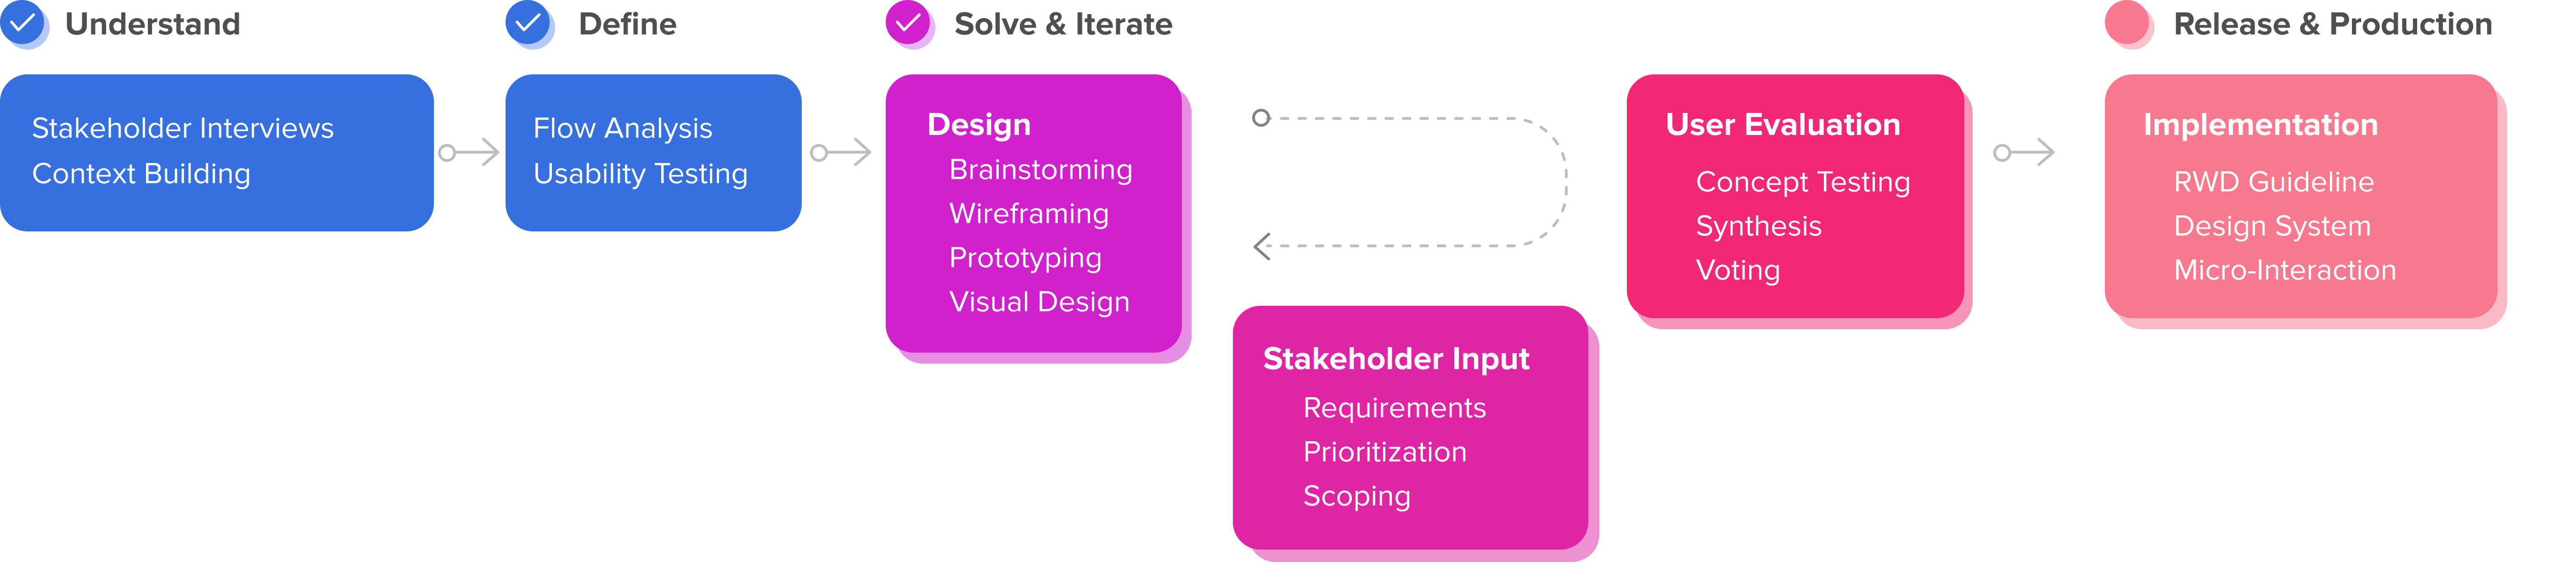 Understand
Stakeholder Interviews
Context Building
Define
Flow Analysis
Usability Testing
Solve & Iterate
Design
Brainstorming
Wireframing
Prototyping
Visual Design
Stakeholder Input
Requirements
Prioritization
Scoping
User Evaluation
Concept Testing
Synthesis
Voting
Release & Production
Implementation
RWD Guideline
Design System
Micro-Interaction